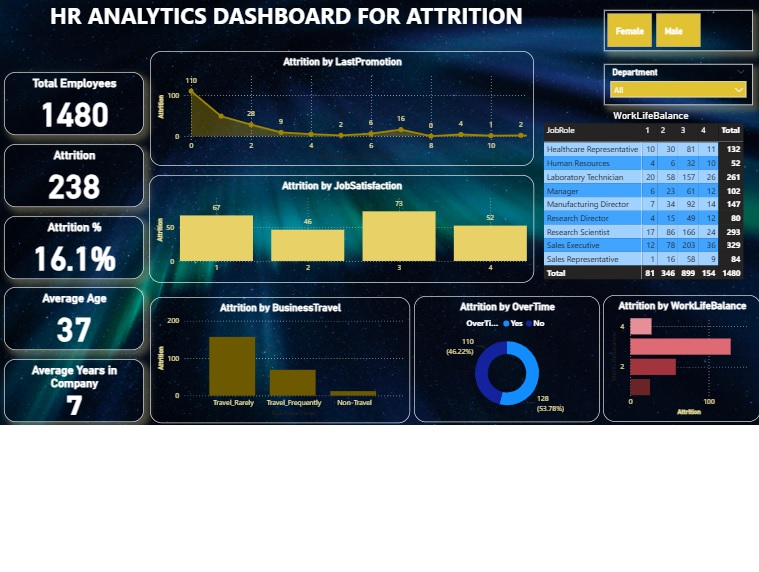 HR ANALYTICS DASHBOARD FOR ATTRITION
Female Male
Department
All
Total Employees
1480
Attrition
238
Attrition %
16.1%
Average Age
37
Average Years in
Company
7
Attrition by LastPromotion
Attrition
100
0
110
28
9
2
6
16
0
4
1
2
0 2 4 6 8 10
Attrition by JobSatisfaction
Attrition
50
0
67
46
73
52
1 2 3 4
WorkLifeBalance
JobRole 1 2 3 4 Total
Healthcare Representative 10 30 81 11 132
Human Resources 4 6 32 10 52
Laboratory Technician 20 58 157 26 261
Manager 6 23 61 12 102
Manufacturing Director 7 34 92 14 147
Research Director 4 15 49 12 80
Research Scientist 17 86 166 24 293
Sales Executive 12 78 203 36 329
Sales Representative 1 16 58 9 84
Total 81 346 899 154 1480
Attrition by BusinessTravel
Attrition
200
100
0
Travel_Rarely Travel_Frequently Non-Travel
Attrition by OverTime
OverTi... Yes No
110
(46.22%)
128
(53.78%)
Attrition by WorkLifeBalance
4
2
0 100
Attrition